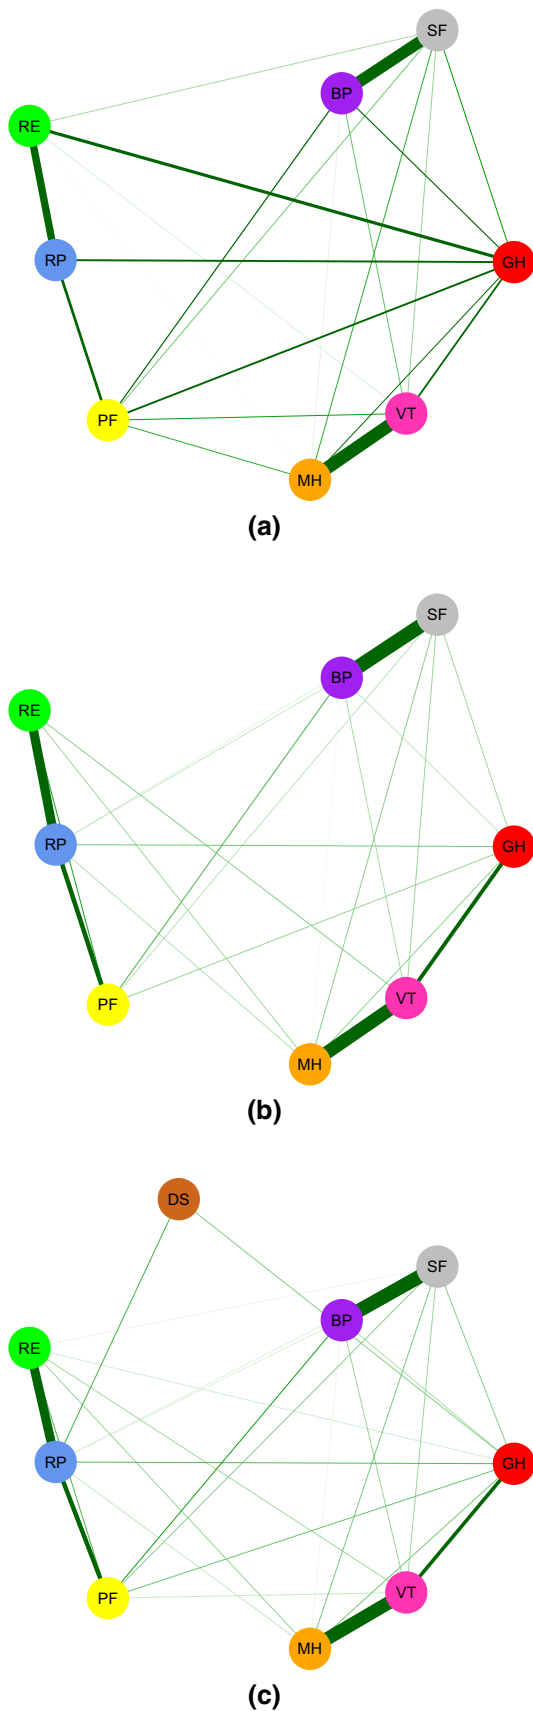 SF
BP
RE
RP
GH
PF
VT
MH
(a)
SF
BP
RE
RP
GH
PF
VT
MH
(b)
DS
SF
BP
RE
RP
GH
PF
VT
MH
(c)